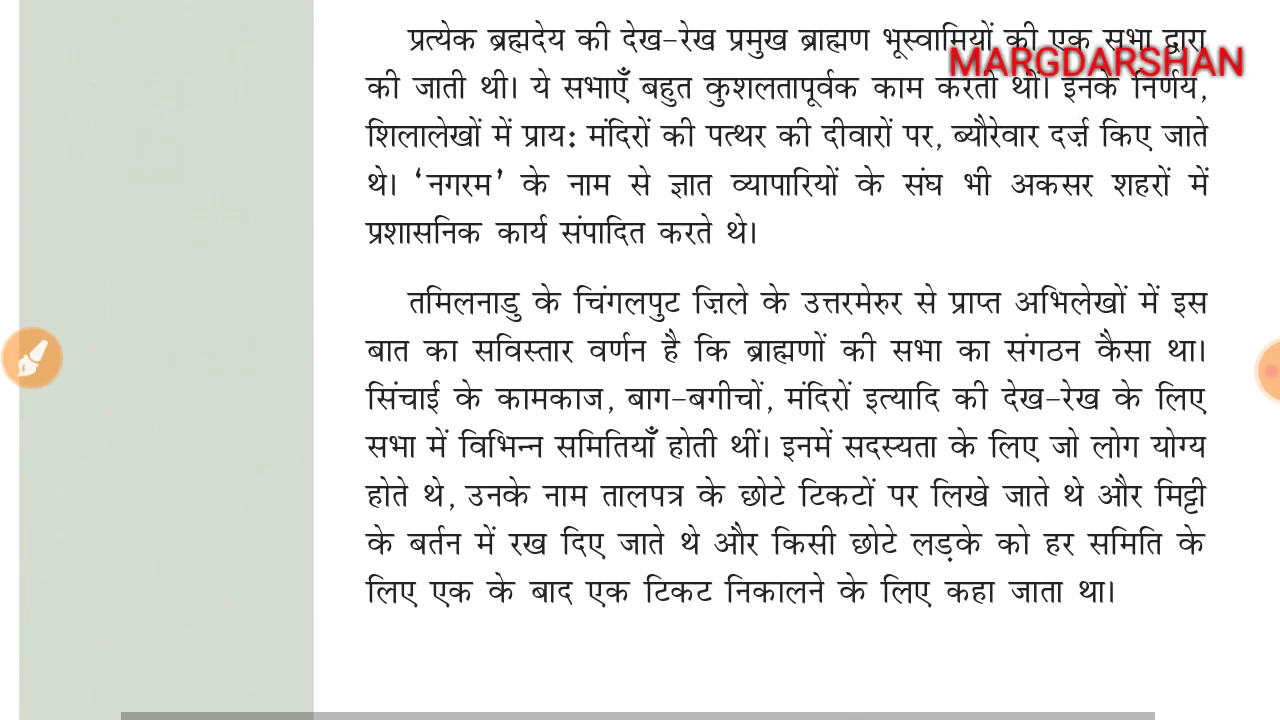 प्रत्येक ब्रह्मदेय की देख-रेख प्रमुख ब्राह्मण भूस्वामियों की एक सभा द्वारा
MARGDARSHAN
की जाती थी। ये सभाएँ बहुत कुशलतापूर्वक काम करती थीं। इनके निर्णय,
शिलालेखों में प्राय: मंदिरों की पत्थर की दीवारों पर, ब्यौरेवार दर्ज़ किए जाते
थे। ‘नगरम’ के नाम से ज्ञात व्यापारियों के संघ भी अकसर शहरों में
प्रशासनिक कार्य संपादित करते थे।
तमिलनाडु के चिंगलपुट ज़िले के उत्तरमेरुर से प्राप्त अभिलेखों में इस
बात का सविस्तार वर्णन है कि ब्राह्मणों की सभा का संगठन कैसा था।
सिंचाई के कामकाज, बाग-बगीचों, मंदिरों इत्यादि की देख-रेख के लिए
सभा में विभिन्न समितियाँ होती थीं। इनमें सदस्यता के लिए जो लोग योग्य
होते थे, उनके नाम तालपत्र के छोटे टिकटों पर लिखे जाते थे और मिट्टी
के बर्तन में रख दिए जाते थे और किसी छोटे लड़के को हर समिति के
लिए एक के बाद एक टिकट निकालने के लिए कहा जाता था।